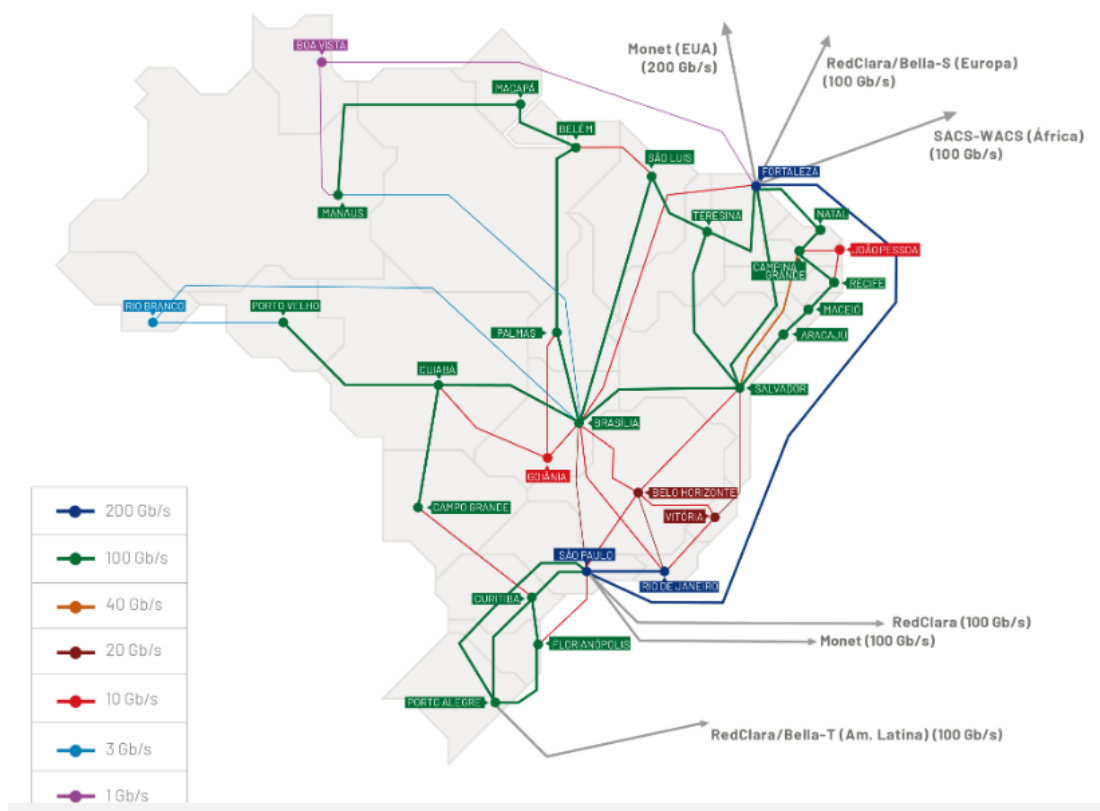 BOA VISTA
Monet (EUA)
(200 Gb/s)
RedClara/Bella-S (Europa)
(100 Gb/s)
MACAPÁ
SACS-WACS (África)
(100 Gb/s)
BELÉM
SÃO LUIS
FORTALEZA
MANAUS
TERESINA
NATAL
JOÃO PESSOA
CAMPINA
GRANDE
RECIFE
RIO BRANCO
PORTO VELHO
MACEIÓ
PALMAS
ARACAJU
CUIABÁ
SALVADOR
BRASÍLIA
GOIÂNIA
BELO HORIZONTE
CAMPO GRANDE
VITÓRIA
SÃO PAULO
RIO DE JANEIRO
CURITIBA
RedClara (100 Gb/s)
Monet (100 Gb/s)
FLORIANÓPOLIS
PORTO ALEGRE
RedClara/Bella-T (Am. Latina) (100 Gb/s)
200 Gb/s
100 Gb/s
40 Gb/s
20 Gb/s
10 Gb/s
3 Gb/s
1 Gb/s